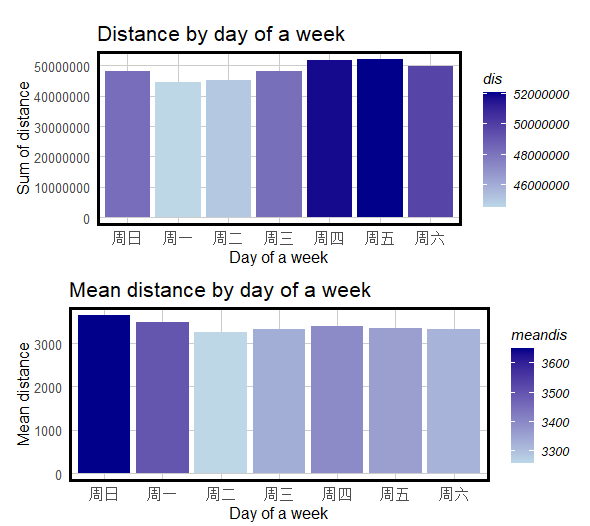 Distance by day of a week
Sum of distance
50000000
40000000
30000000
20000000
10000000
0
周日 周一 周二 周三 周四 周五 周六
Day of a week
dis
52000000
50000000
48000000
46000000
Mean distance by day of a week
Mean distance
3000
2000
1000
0
周日 周一 周二 周三 周四 周五 周六
Day of a week
meandis
3600
3500
3400
3300